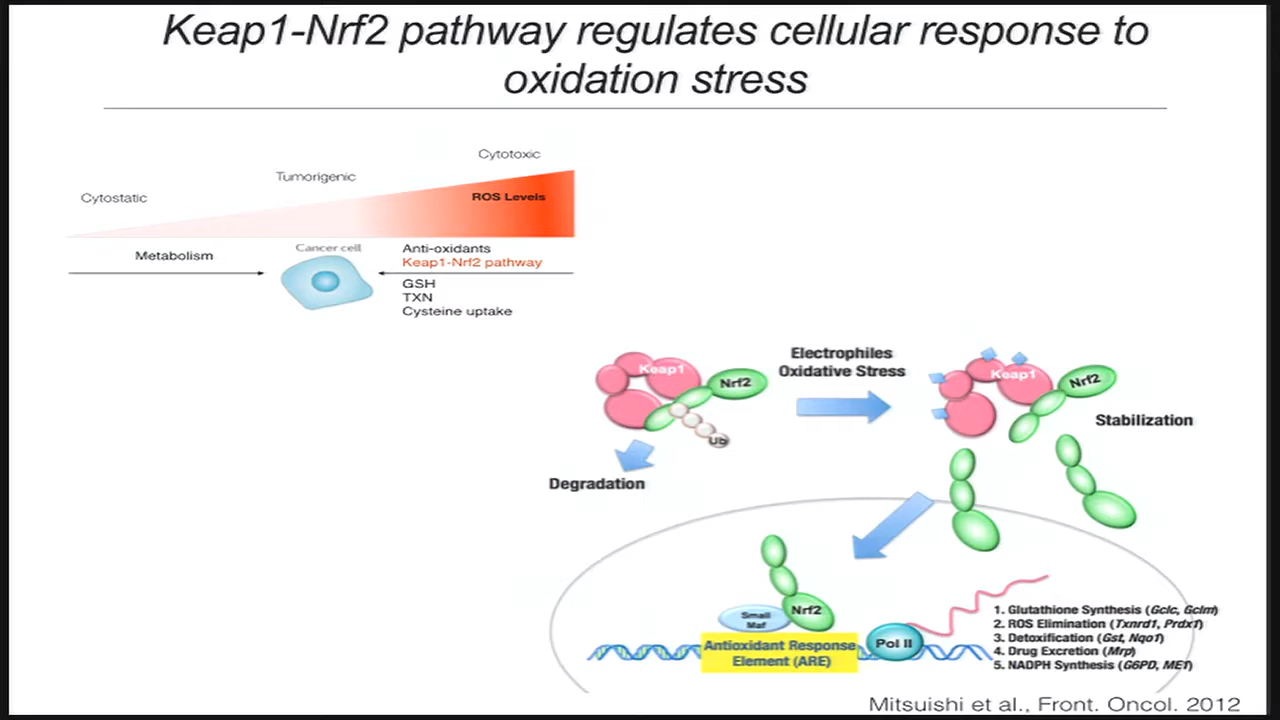 Keap1-Nrf2 pathway regulates cellular response to
oxidation stress
Cytotoxic
Tumorigenic
Cytostatic
ROS Levels
Metabolism
Cancer cell
Anti-oxidants
Keap1-Nrf2 pathway
GSH
TXN
Cysteine uptake
Keap1
Nrf2
Ub
Degradation
Electrophiles
Oxidative Stress
Keap1
Nrf2
Stabilization
Small
Maf
Nrf2
Antioxidant Response
Element (ARE)
Pol II
1. Glutathione Synthesis (Gclc, Gclm)
2. ROS Elimination (Txnrd1, Prdx1)
3. Detoxification (Gst, Nqo1)
4. Drug Excretion (Mrp)
5. NADPH Synthesis (G6PD, ME1)
Mitsuishi et al., Front. Oncol. 2012